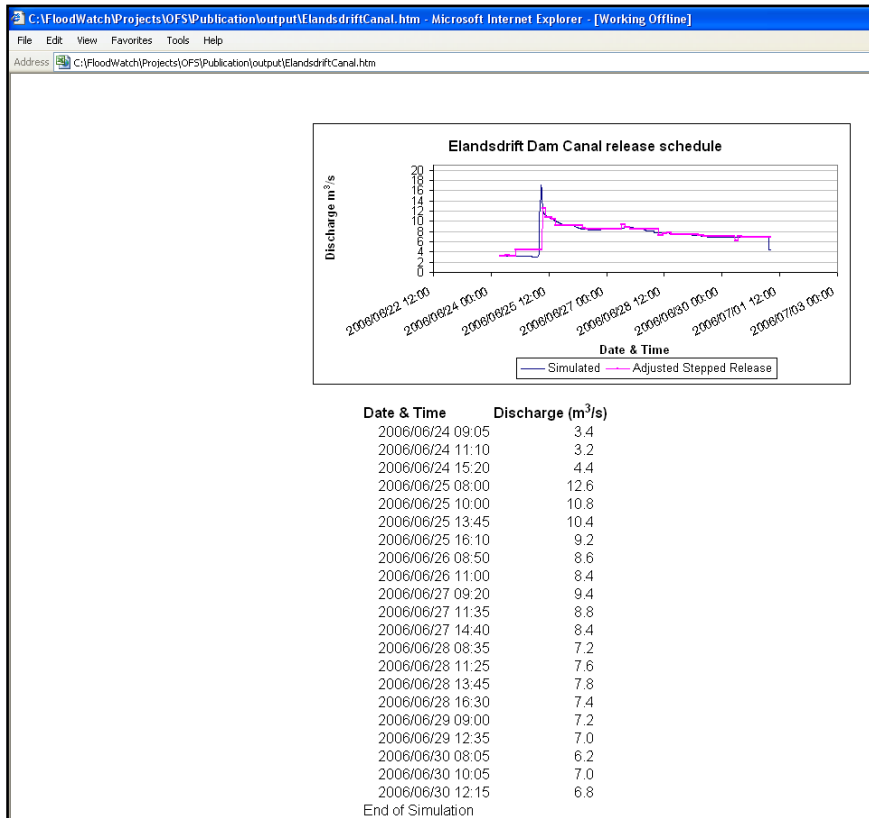 C:\FloodWatch\Projects\OFS\Publication\output\ElandsdriftCanal.htm - Microsoft Internet Explorer - [Working Offline]
File Edit View Favorites Tools Help
Address C:\FloodWatch\Projects\OFS\Publication\output\ElandsdriftCanal.htm
Elandsdrift Dam Canal release schedule
Discharge m³/s
20
18
16
14
12
10
8
6
4
2
0
2006/06/22 12:00
2006/06/24 00:00
2006/06/25 12:00
2006/06/27 00:00
2006/06/28 12:00
2006/06/30 00:00
2006/07/01 12:00
2006/07/03 00:00
Date & Time
Simulated Adjusted Stepped Release
Date & Time Discharge (m³/s)
2006/06/24 09:05 3.4
2006/06/24 11:10 3.2
2006/06/24 15:20 4.4
2006/06/25 08:00 12.6
2006/06/25 10:00 10.8
2006/06/25 13:45 10.4
2006/06/25 16:10 9.2
2006/06/26 08:50 8.6
2006/06/26 11:00 8.4
2006/06/27 09:20 9.4
2006/06/27 11:35 8.8
2006/06/27 14:40 8.4
2006/06/28 08:35 7.2
2006/06/28 11:25 7.6
2006/06/28 13:45 7.8
2006/06/28 16:30 7.4
2006/06/29 09:00 7.2
2006/06/29 12:35 7.0
2006/06/30 08:05 6.2
2006/06/30 10:05 7.0
2006/06/30 12:15 6.8
End of Simulation